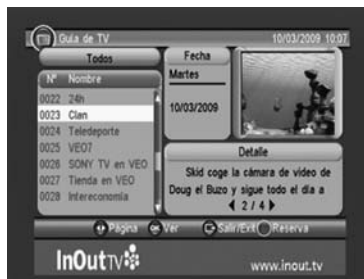 Guía de TV 10/03/2009 10:07
Todos
Nº Nombre
0022 24h
0023 Clan
0024 Teledeporte
0025 VEO7
0026 SONY TV en VEO
0027 Tienda en VEO
0028 Intereconomía
Fecha
Martes
10/03/2009
Detalle
Skid coge la cámara de video de
Doug el Buzo y sigue todo el día a
2 / 4
Página OK Ver Salir/Exit Reserva
InOutTV
www.inout.tv